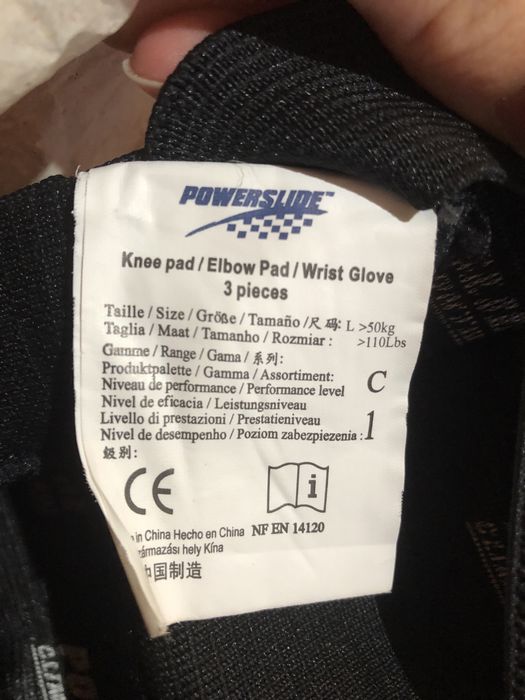 POWERSLIDE™
Knee pad / Elbow Pad / Wrist Glove
3 pieces
Taille / Size / Größe / Tamaño /尺 码: L >50kg
Taglia / Maat / Tamanho / Rozmiar : >110Lbs
Gamme / Range / Gama / 系列:
Produktpalette / Gamma / Assortiment: C
Niveau de performance / Performance level
Nivel de eficacia / Leistungsniveau
Livello di prestazioni / Prestatieniveau
Nivel de desempenho / Poziom zabezpiezenia : 1
级别:
CE
i
in China Hecho en China NF EN 14120
ármazási hely Kína
中国制造